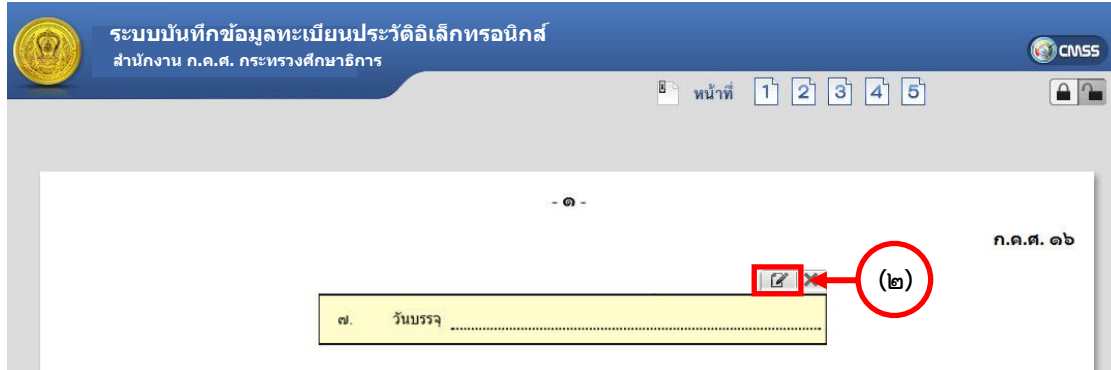 ระบบบันทึกข้อมูลทะเบียนประวัติอิเล็กทรอนิกส์
สำนักงาน ก.ค.ศ. กระทรวงศึกษาธิการ
CMSS
หน้าที่ 1 2 3 4 5
- ๑ -
ก.ค.ศ. ๑๖
(๒)
๗. วันบรรจุ